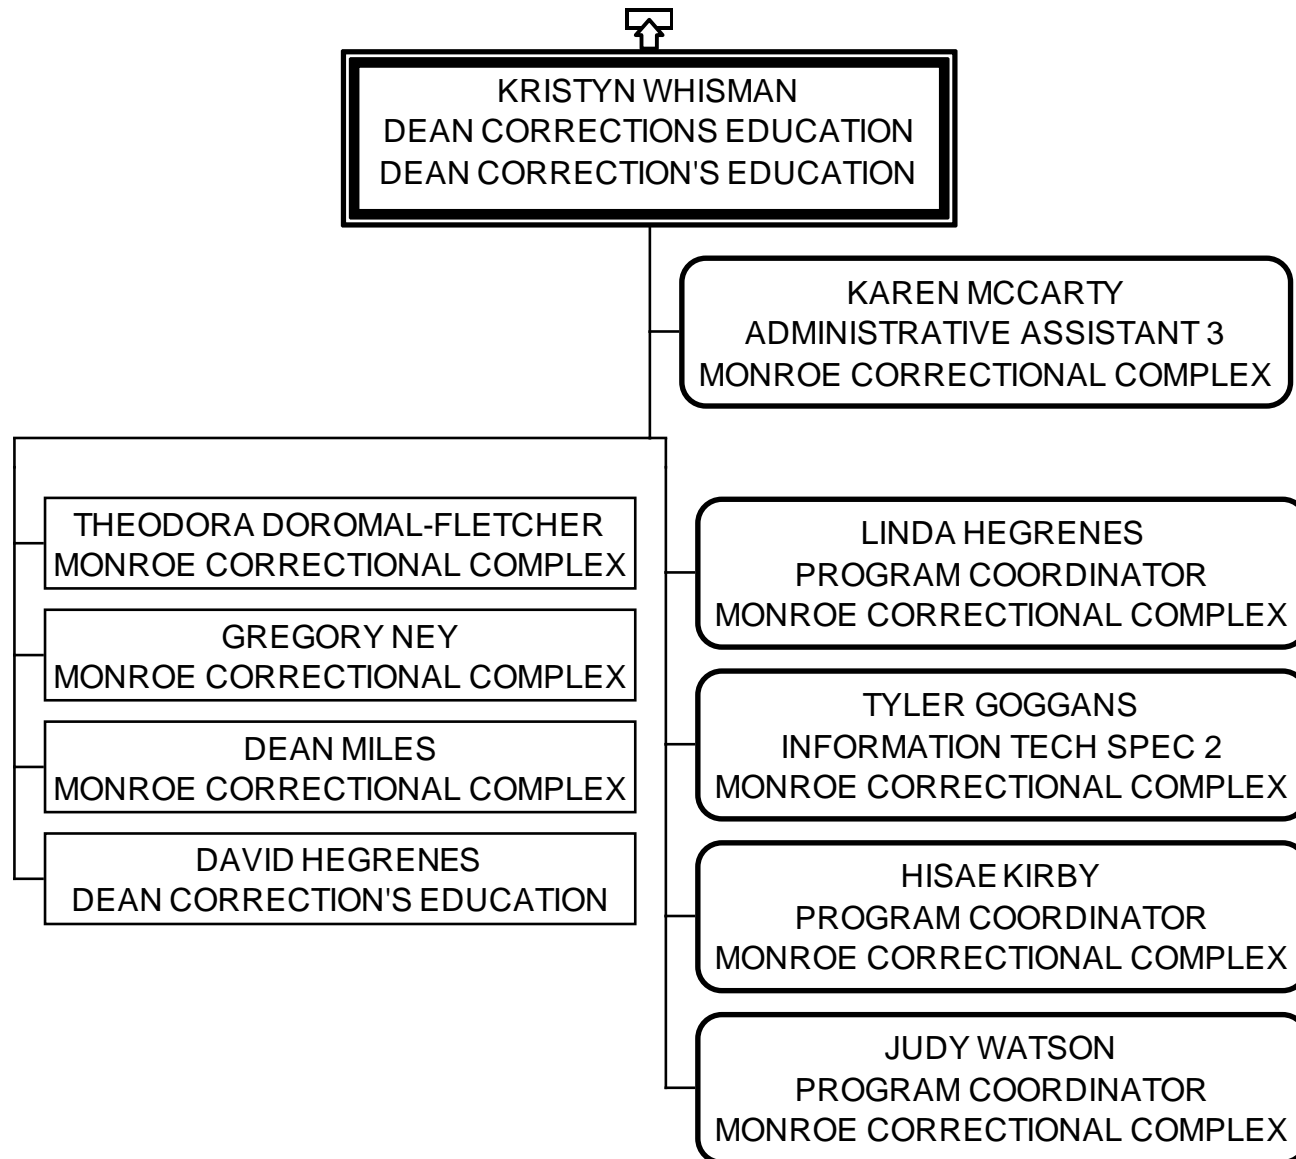 KRISTYN WHISMAN
DEAN CORRECTIONS EDUCATION
DEAN CORRECTION'S EDUCATION
KAREN MCCARTY
ADMINISTRATIVE ASSISTANT 3
MONROE CORRECTIONAL COMPLEX
THEODORA DOROMAL-FLETCHER
MONROE CORRECTIONAL COMPLEX
GREGORY NEY
MONROE CORRECTIONAL COMPLEX
DEAN MILES
MONROE CORRECTIONAL COMPLEX
DAVID HEGRENES
DEAN CORRECTION'S EDUCATION
LINDA HEGRENES
PROGRAM COORDINATOR
MONROE CORRECTIONAL COMPLEX
TYLER GOGGANS
INFORMATION TECH SPEC 2
MONROE CORRECTIONAL COMPLEX
HISAE KIRBY
PROGRAM COORDINATOR
MONROE CORRECTIONAL COMPLEX
JUDY WATSON
PROGRAM COORDINATOR
MONROE CORRECTIONAL COMPLEX